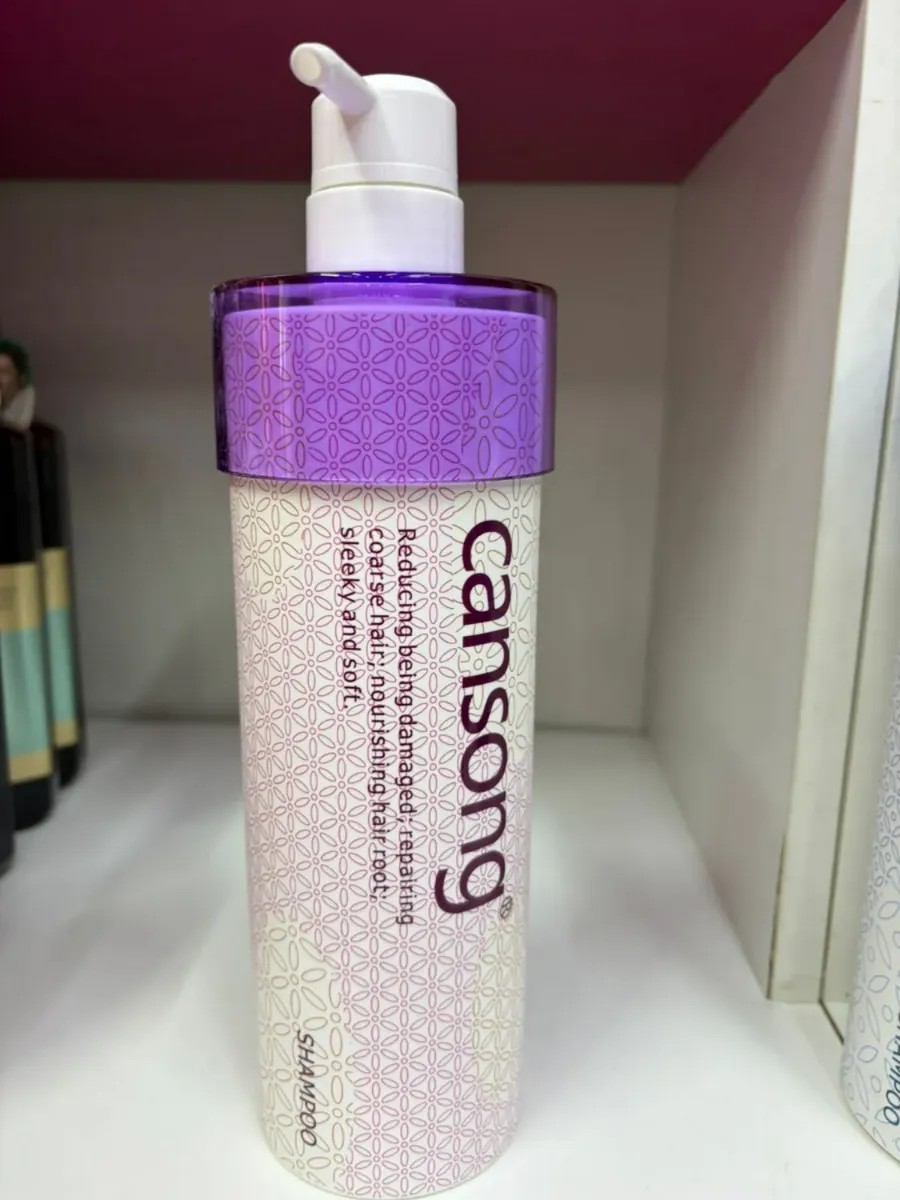 cansong®
Reducing being damaged; repairing
coarse hair; nourishing hair root;
sleeky and soft.
SHAMPOO